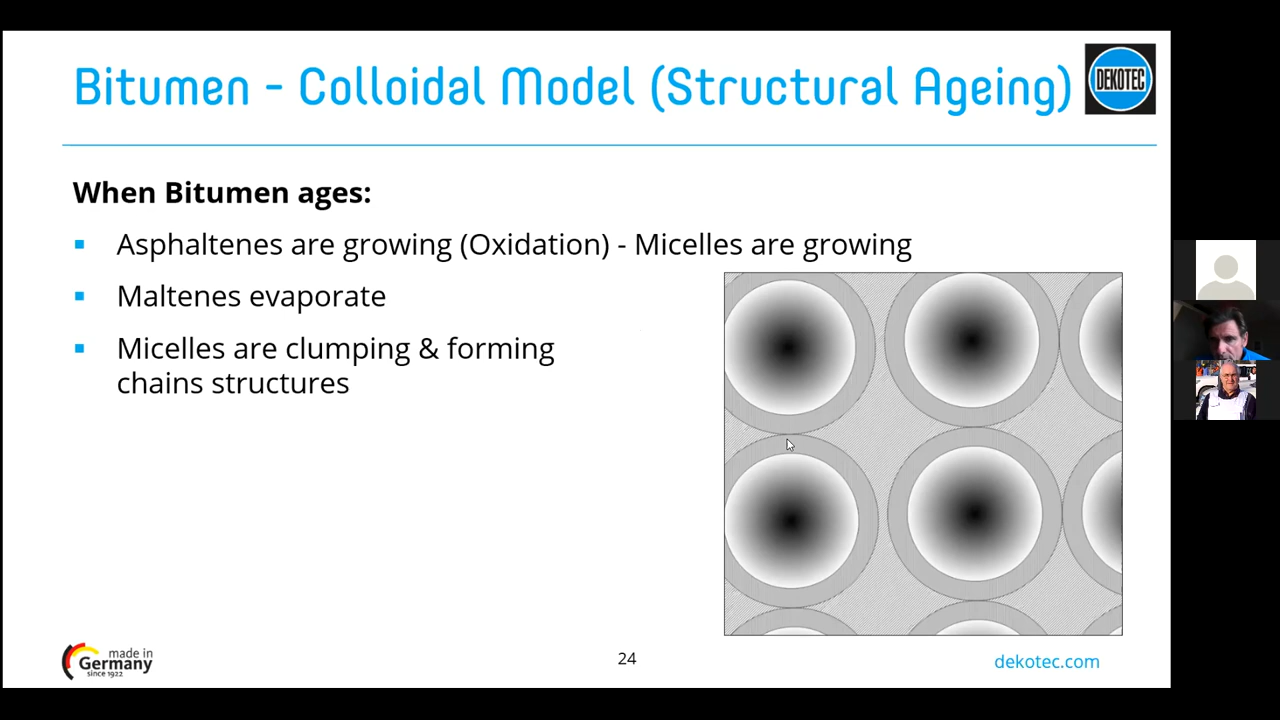 Bitumen - Colloidal Model (Structural Ageing)
DEKOTEC
When Bitumen ages:
Asphaltenes are growing (Oxidation) - Micelles are growing
Maltenes evaporate
Micelles are clumping & forming
chains structures
made in
Germany
since 1922
24
dekotec.com